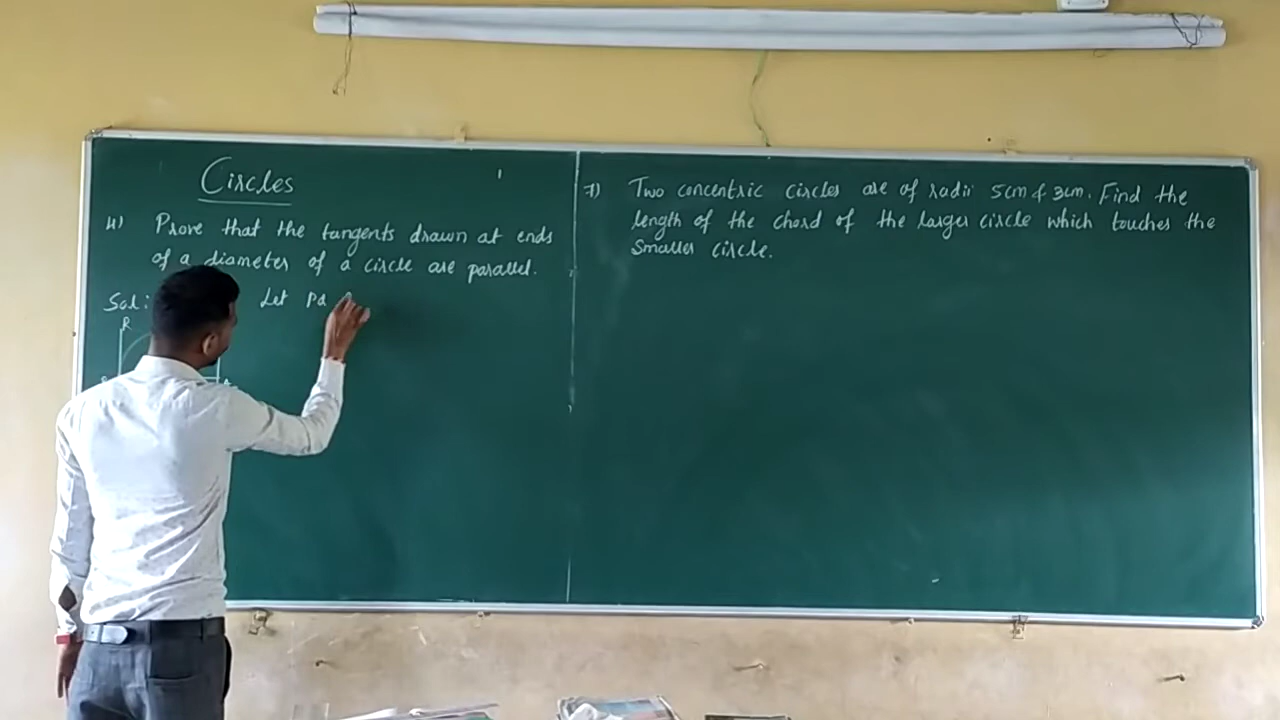 Circles
4) Prove that the tangents drawn at ends
of a diameter of a circle are parallel.
Sol: Let PQ
R
A
7) Two concentric circles are of radii 5cm & 3cm. Find the
length of the chord of the larger circle which touches the
smaller circle.